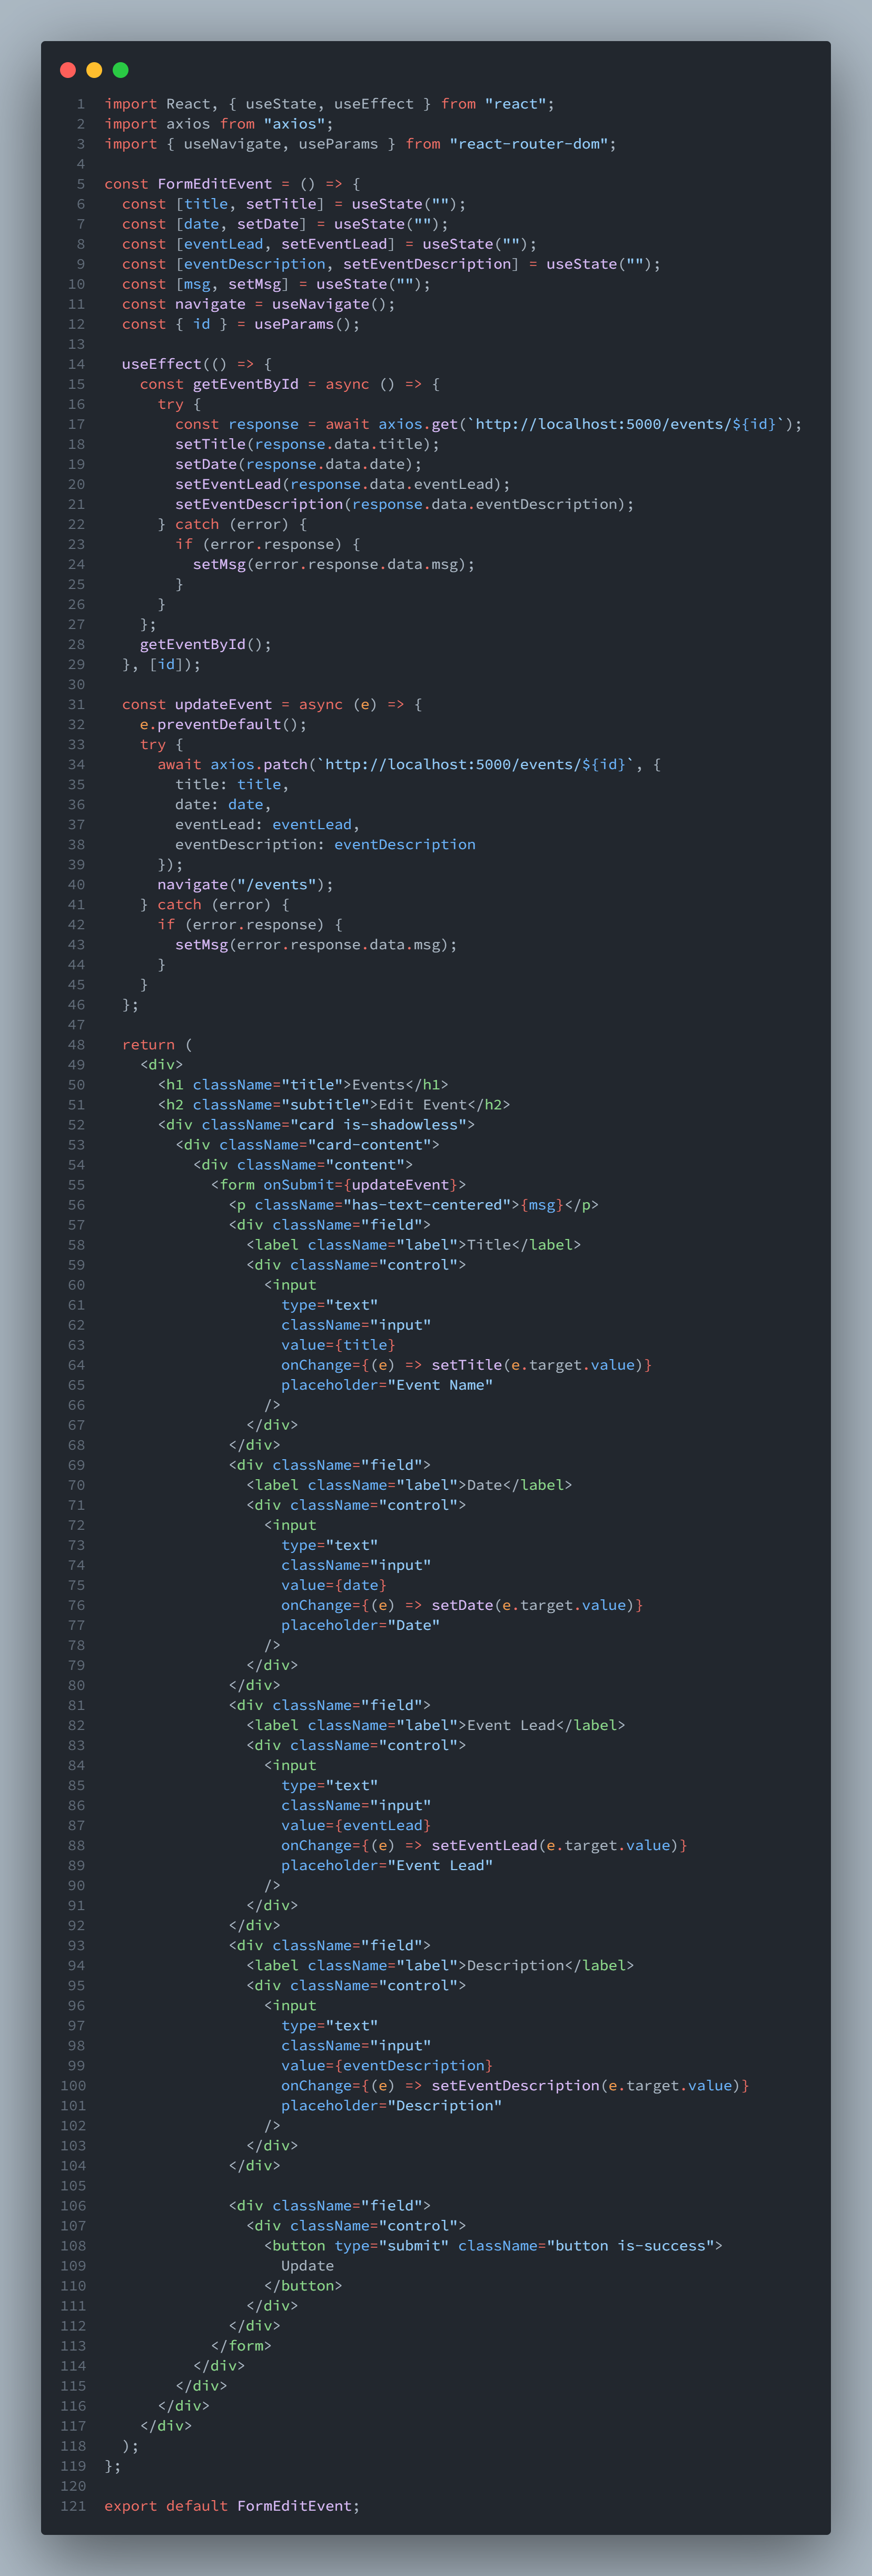 1 import React, { useState, useEffect } from "react";
2 import axios from "axios";
3 import { useNavigate, useParams } from "react-router-dom";
4
5 const FormEditEvent = () => {
6   const [title, setTitle] = useState("");
7   const [date, setDate] = useState("");
8   const [eventLead, setEventLead] = useState("");
9   const [eventDescription, setEventDescription] = useState("");
10   const [msg, setMsg] = useState("");
11   const navigate = useNavigate();
12   const { id } = useParams();
13
14   useEffect(() => {
15     const getEventById = async () => {
16       try {
17         const response = await axios.get(`http://localhost:5000/events/${id}`);
18         setTitle(response.data.title);
19         setDate(response.data.date);
20         setEventLead(response.data.eventLead);
21         setEventDescription(response.data.eventDescription);
22       } catch (error) {
23         if (error.response) {
24           setMsg(error.response.data.msg);
25         }
26       }
27     };
28     getEventById();
29   }, [id]);
30
31   const updateEvent = async (e) => {
32     e.preventDefault();
33     try {
34       await axios.patch(`http://localhost:5000/events/${id}`, {
35         title: title,
36         date: date,
37         eventLead: eventLead,
38         eventDescription: eventDescription
39       });
40       navigate("/events");
41     } catch (error) {
42       if (error.response) {
43         setMsg(error.response.data.msg);
44       }
45     }
46   };
47
48   return (
49     <div>
50       <h1 className="title">Events</h1>
51       <h2 className="subtitle">Edit Event</h2>
52       <div className="card is-shadowless">
53         <div className="card-content">
54           <div className="content">
55             <form onSubmit={updateEvent}>
56               <p className="has-text-centered">{msg}</p>
57               <div className="field">
58                 <label className="label">Title</label>
59                 <div className="control">
60                   <input
61                     type="text"
62                     className="input"
63                     value={title}
64                     onChange={(e) => setTitle(e.target.value)}
65                     placeholder="Event Name"
66                   />
67                 </div>
68               </div>
69               <div className="field">
70                 <label className="label">Date</label>
71                 <div className="control">
72                   <input
73                     type="text"
74                     className="input"
75                     value={date}
76                     onChange={(e) => setDate(e.target.value)}
77                     placeholder="Date"
78                   />
79                 </div>
80               </div>
81               <div className="field">
82                 <label className="label">Event Lead</label>
83                 <div className="control">
84                   <input
85                     type="text"
86                     className="input"
87                     value={eventLead}
88                     onChange={(e) => setEventLead(e.target.value)}
89                     placeholder="Event Lead"
90                   />
91                 </div>
92               </div>
93               <div className="field">
94                 <label className="label">Description</label>
95                 <div className="control">
96                   <input
97                     type="text"
98                     className="input"
99                     value={eventDescription}
100                     onChange={(e) => setEventDescription(e.target.value)}
101                     placeholder="Description"
102                   />
103                 </div>
104               </div>
105
106               <div className="field">
107                 <div className="control">
108                   <button type="submit" className="button is-success">
109                     Update
110                   </button>
111                 </div>
112               </div>
113             </form>
114           </div>
115         </div>
116       </div>
117     </div>
118   );
119 };
120
121 export default FormEditEvent;